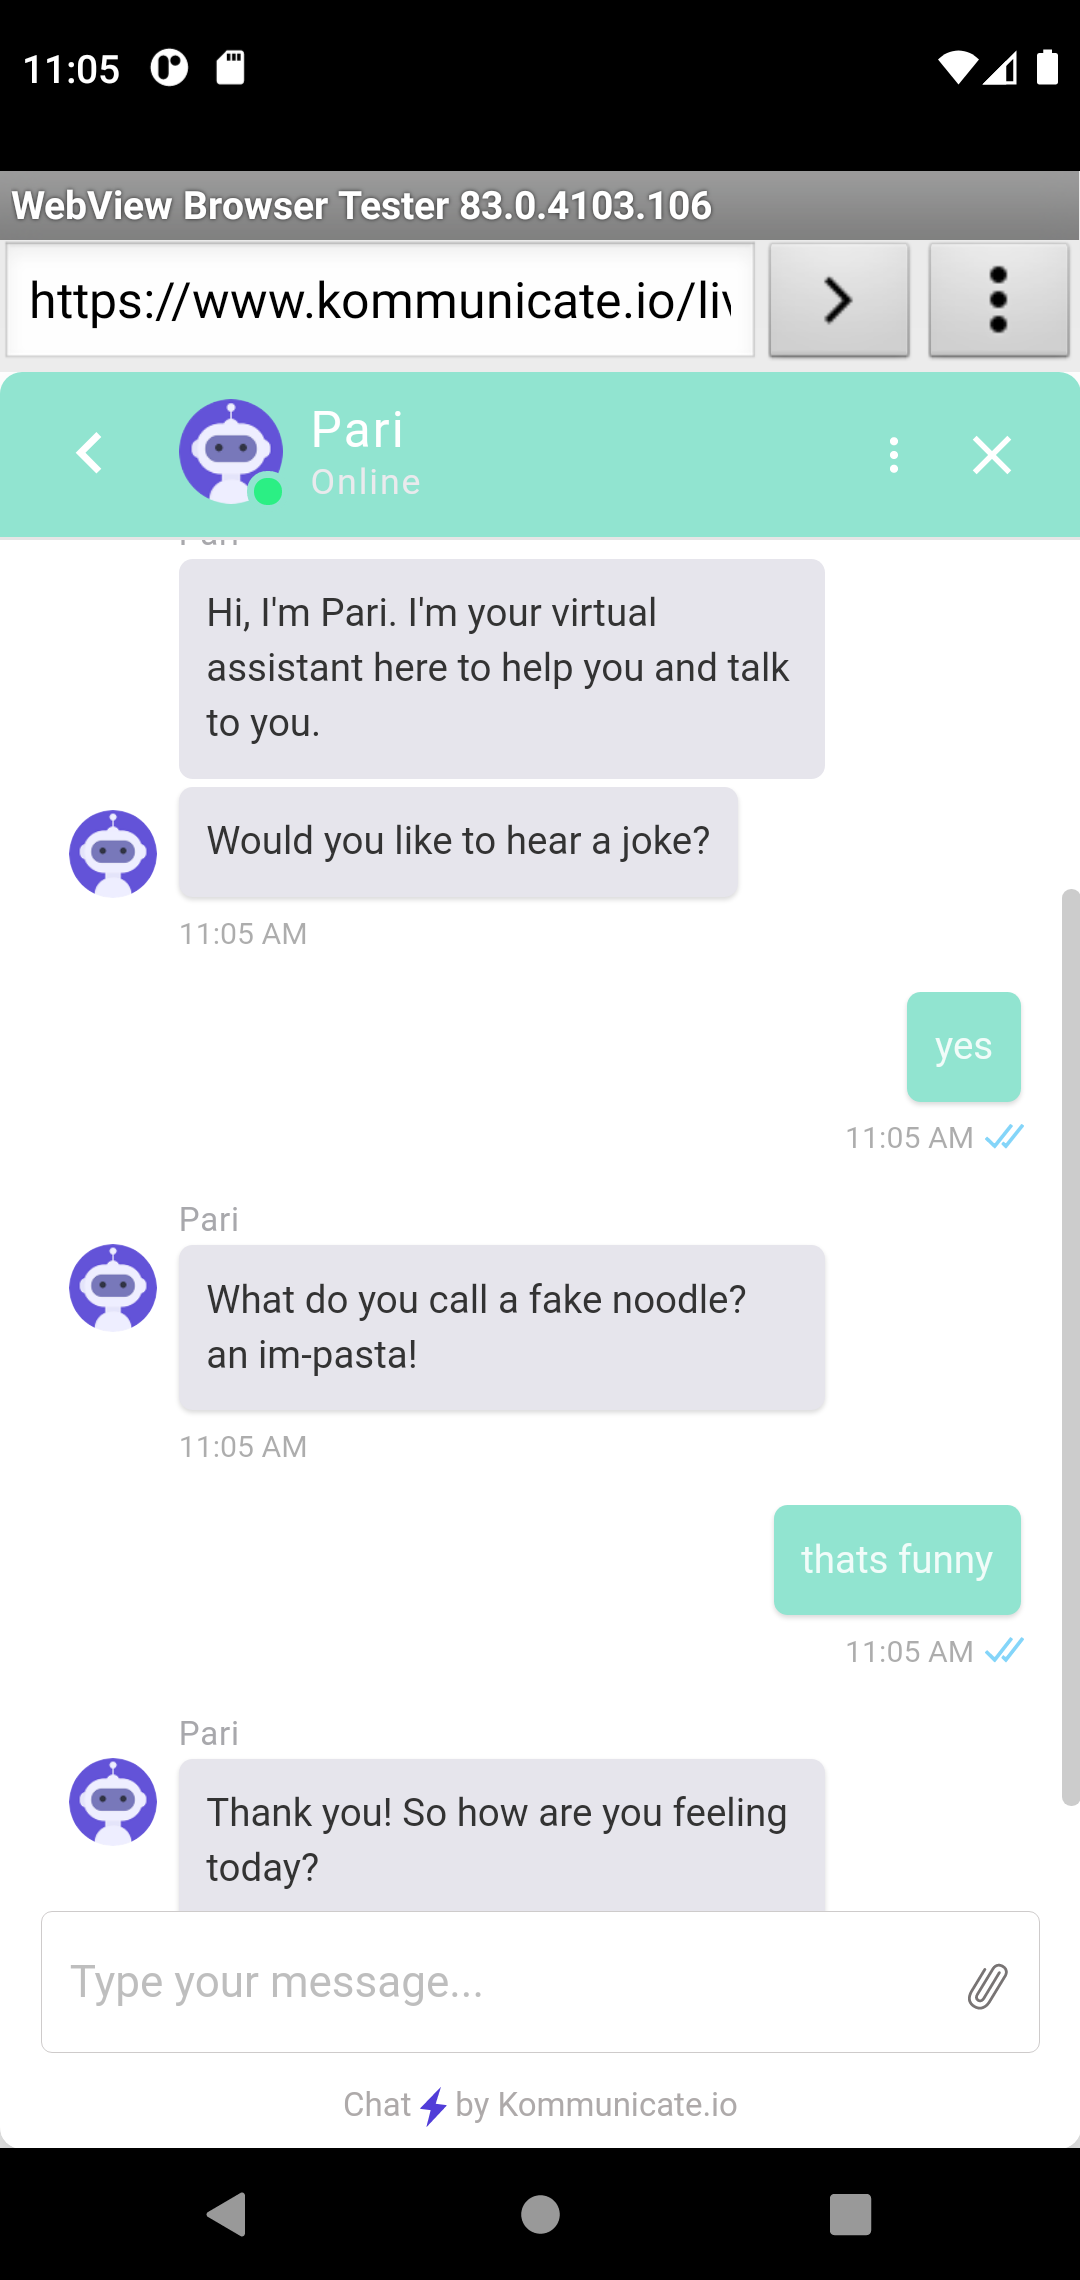 11:05
WebView Browser Tester 83.0.4103.106
https://www.kommunicate.io/li
Pari
Online
Hi, I'm Pari. I'm your virtual
assistant here to help you and talk
to you.
Would you like to hear a joke?
11:05 AM
yes
11:05 AM
Pari
What do you call a fake noodle?
an im-pasta!
11:05 AM
thats funny
11:05 AM
Pari
Thank you! So how are you feeling
today?
Type your message...
Chat by Kommunicate.io